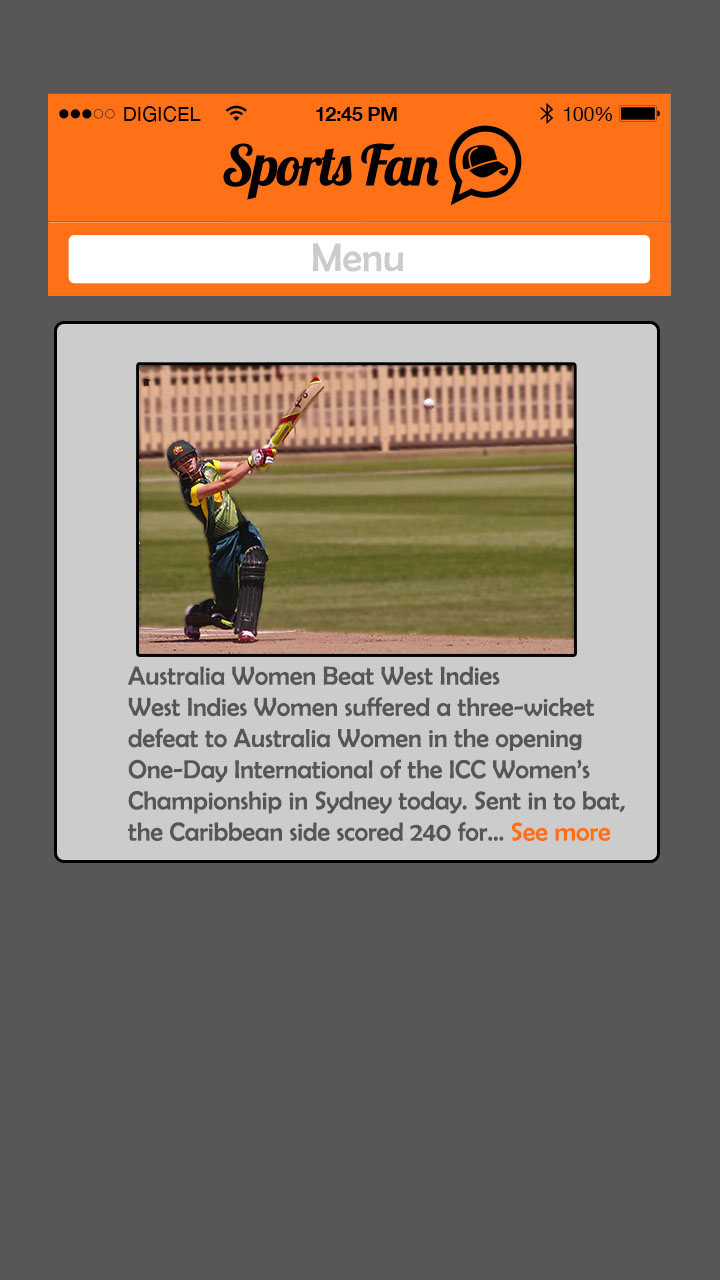 DIGICEL 12:45 PM 100%
Sports Fan
Menu
Australia Women Beat West Indies
West Indies Women suffered a three-wicket
defeat to Australia Women in the opening
One-Day International of the ICC Women’s
Championship in Sydney today. Sent in to bat,
the Caribbean side scored 240 for... See more